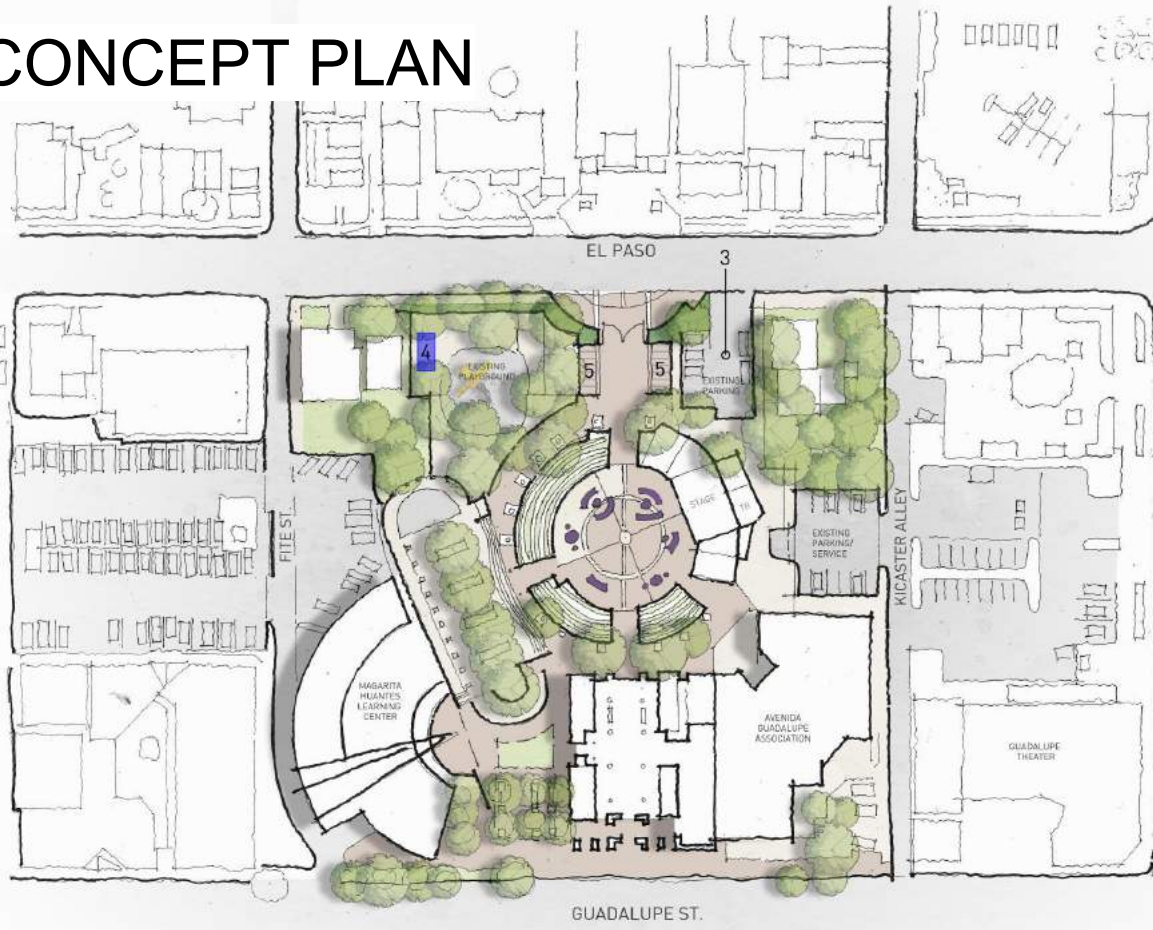 CONCEPT PLAN
EL PASO
3
4
EXISTING
PLAYGROUND
5
5
EXISTING
PARKING
STAGE
TR
EXISTING
PARKING/
SERVICE
FITE ST.
KICASTER ALLEY
MAGARITA
HUANTES
LEARNING
CENTER
AVENIDA
GUADALUPE
ASSOCIATION
GUADALUPE
THEATER
GUADALUPE ST.